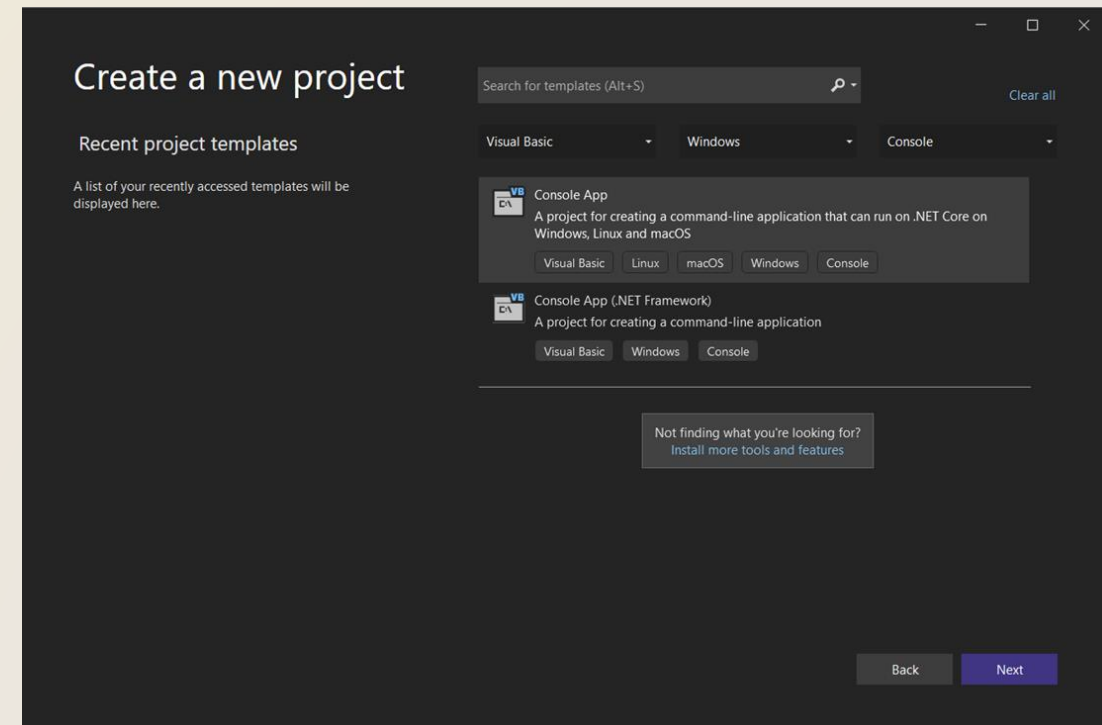 Create a new project
Recent project templates
A list of your recently accessed templates will be
displayed here.
Search for templates (Alt+S)
Clear all
Visual Basic
Windows
Console
VB
C:\
Console App
A project for creating a command-line application that can run on .NET Core on
Windows, Linux and macOS
Visual Basic
Linux
macOS
Windows
Console
VB
C:\
Console App (.NET Framework)
A project for creating a command-line application
Visual Basic
Windows
Console
Not finding what you're looking for?
Install more tools and features
Back
Next